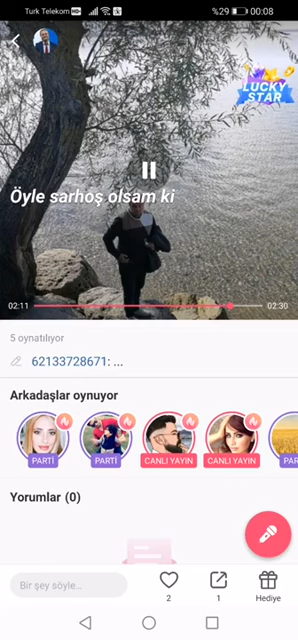 Turk Telekom HD
%29 00:08
LUCKY
STAR
Öyle sarhoş olsam ki
02:11
02:30
5 oynatılıyor
62133728671: ...
Arkadaşlar oynuyor
PARTİ
PARTİ
CANLI YAYIN
CANLI YAYIN
PAR
Yorumlar (0)
Bir şey söyle...
2
1
Hediye